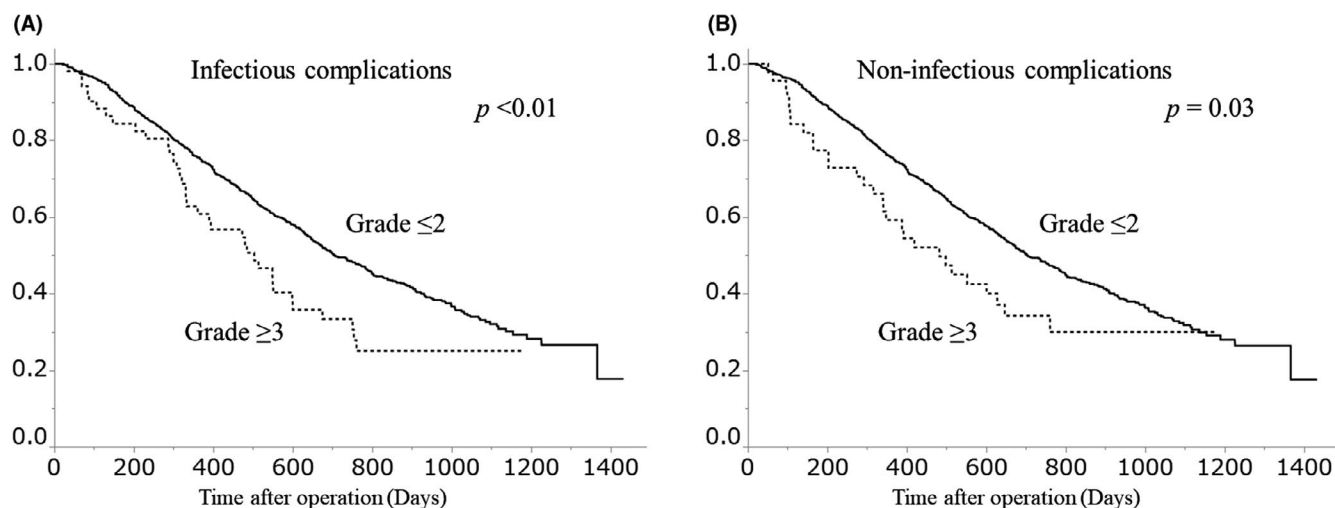 (A)
Infectious complications
p <0.01
1.0
0.8
0.6
0.4
0.2
0.0
Grade ≤2
Grade ≥3
0 200 400 600 800 1000 1200 1400
Time after operation (Days)
(B)
Non-infectious complications
p = 0.03
1.0
0.8
0.6
0.4
0.2
0.0
Grade ≤2
Grade ≥3
0 200 400 600 800 1000 1200 1400
Time after operation (Days)